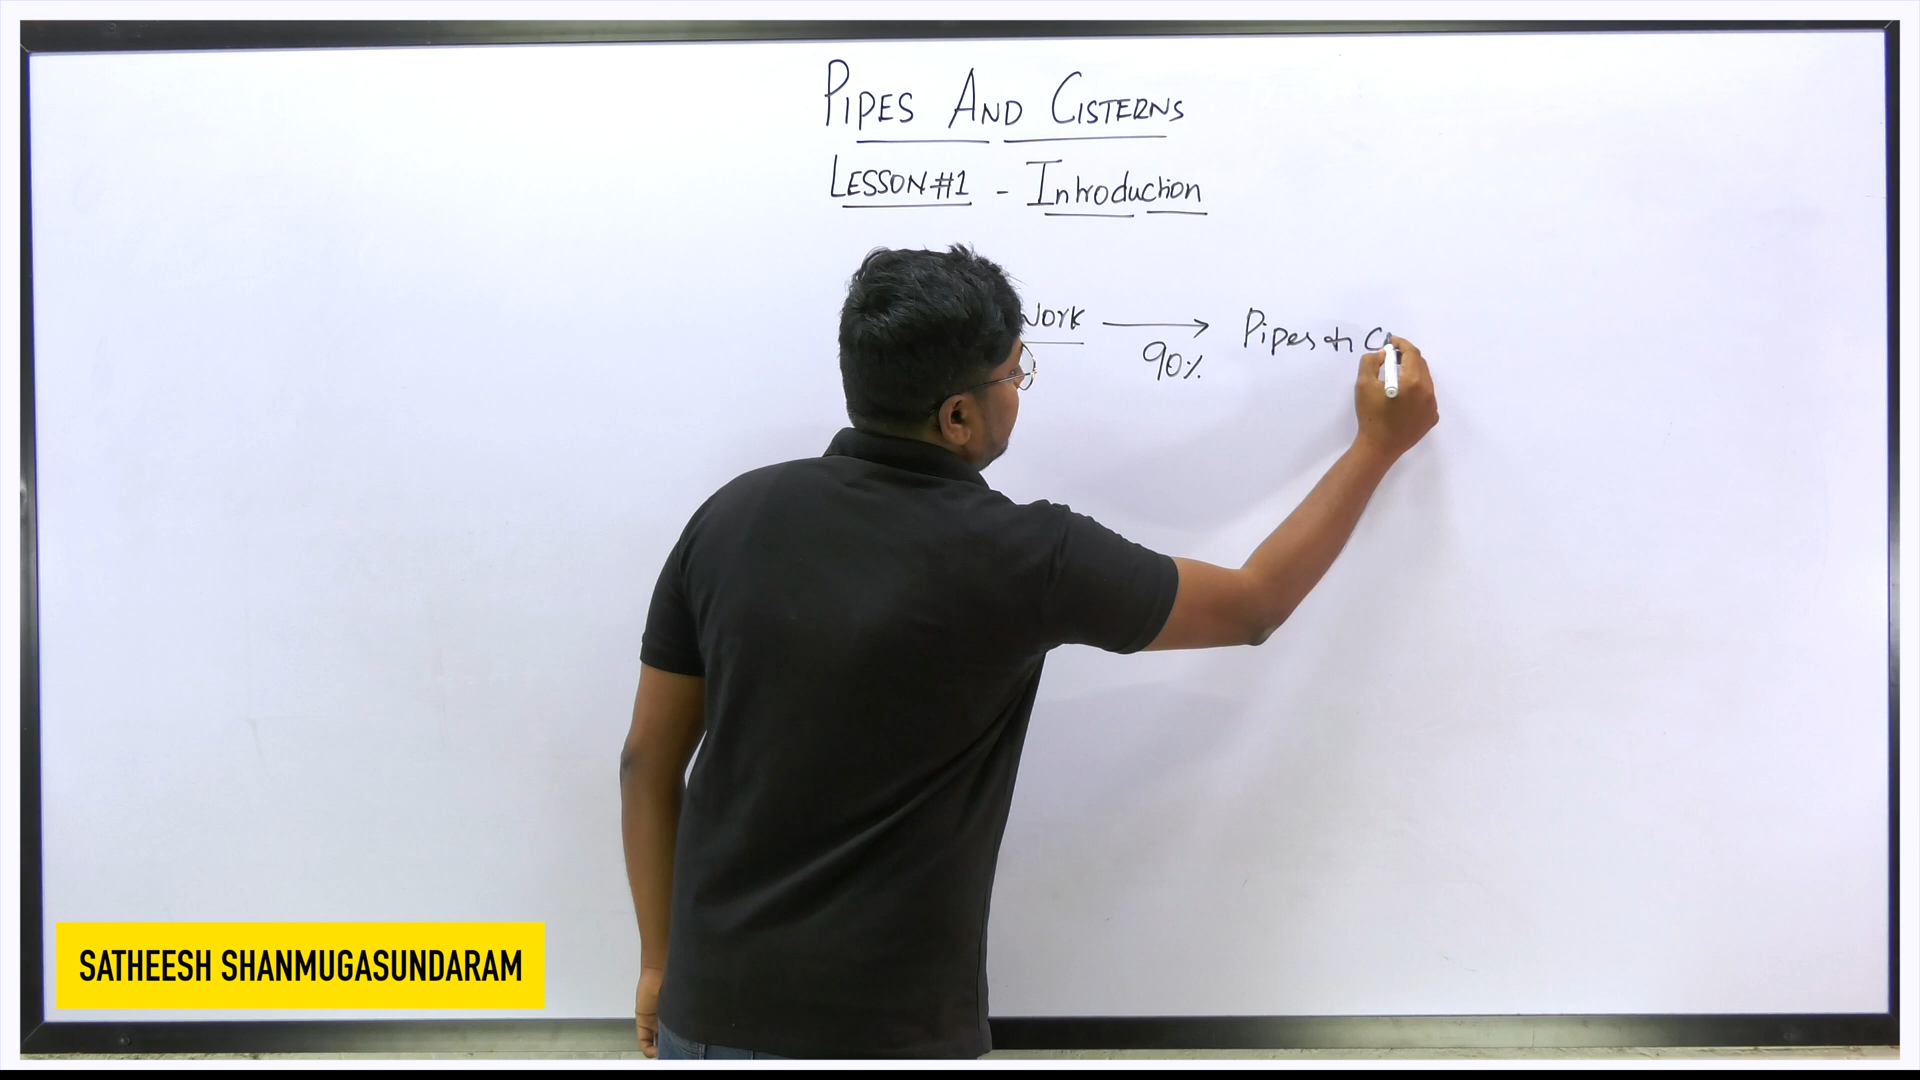 PIPES AND CISTERNS
LESSON#1 - Introduction
Work → Pipes & C
90%
SATHEESH SHANMUGASUNDARAM